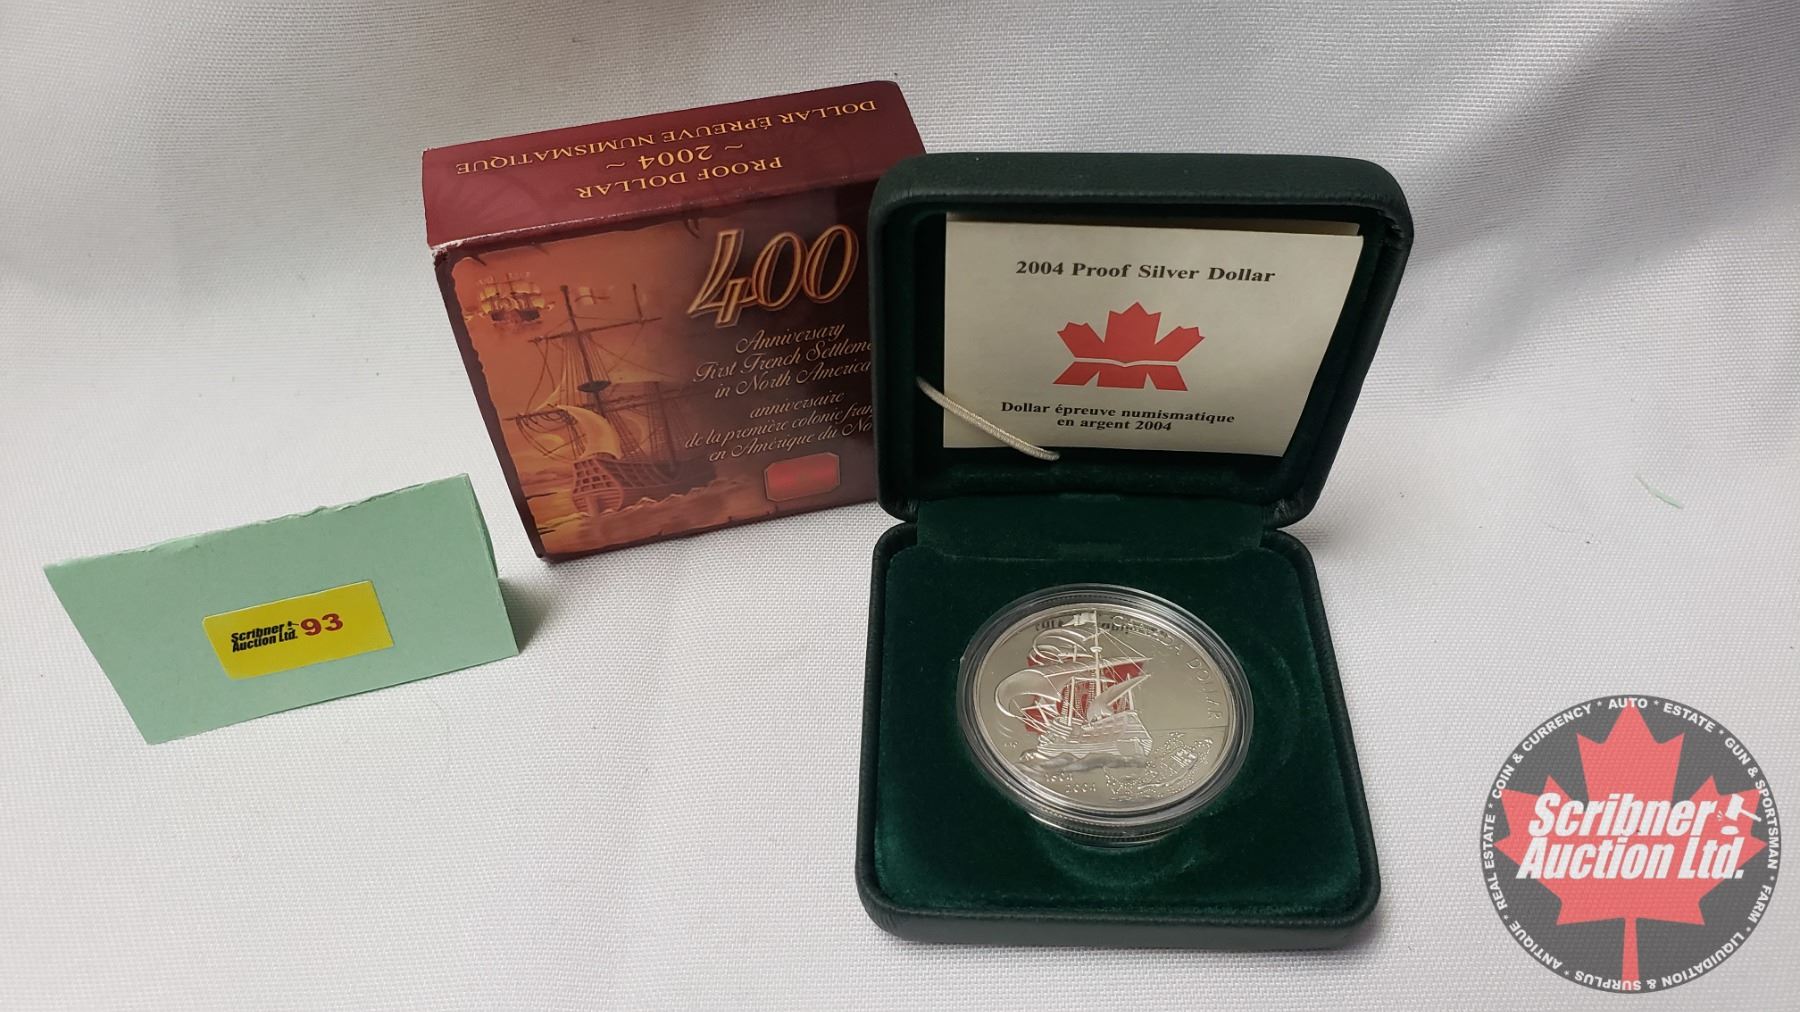 DOLLAR ÉPREUVE NUMISMATIQUE
~ 2004 ~
PROOF DOLLAR
400
Anniversary
First French Settleme
in North America
anniversaire
de la première colonie fran
en Amérique du No
2004 Proof Silver Dollar
Dollar épreuve numismatique
en argent 2004
Scribner
Auction Ltd.
93
CANADA DOLLAR
1604
2004
REAL ESTATE * COIN & CURRENCY * AUTO * ESTATE * GUN & SPORTSMAN * FARM * LIQUIDATION & SURPLUS * ANTIQUE *
Scribner
Auction Ltd.